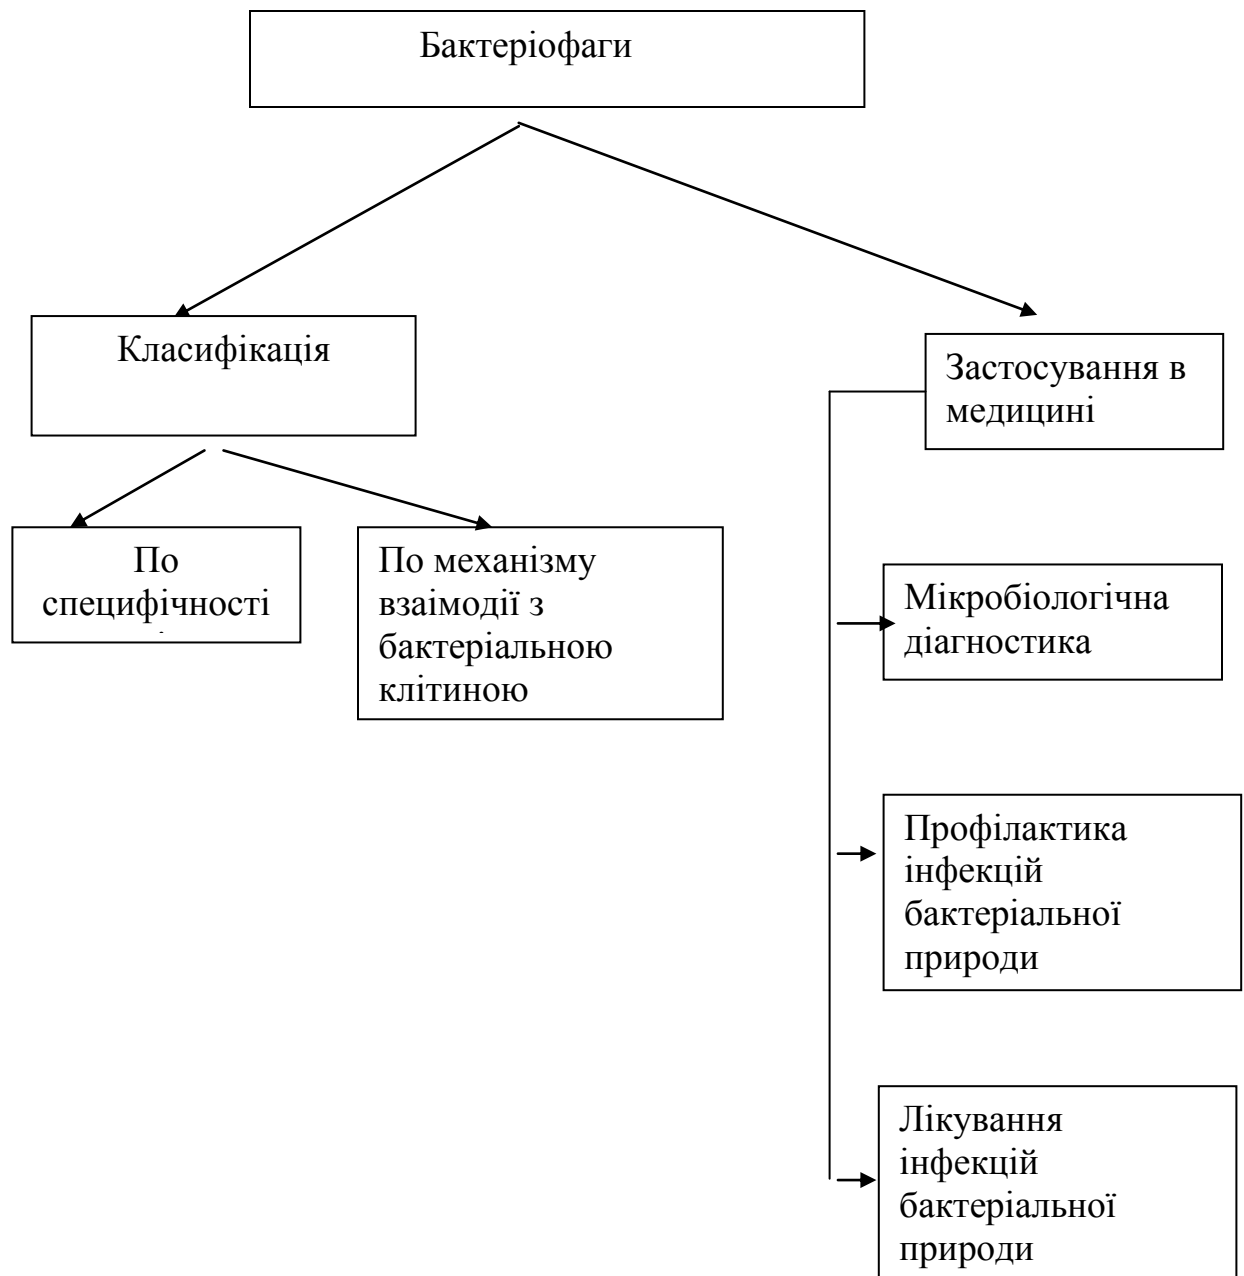 Бактеріофаги
Класифікація
Застосування в
медицині
По
специфічності
По механізму
взаімодії з
бактеріальною
клітиною
Мікробіологічна
діагностика
Профілактика
інфекцій
бактеріальної
природи
Лікування
інфекцій
бактеріальної
природи